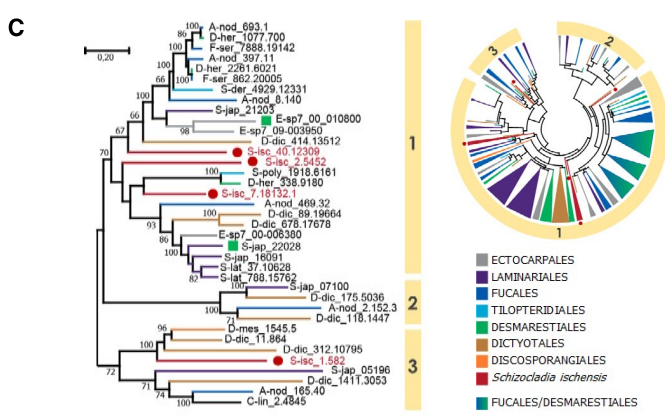 C
0,20
A-nod_693.1
D-her_1077.700
F-ser_7888.19142
A-nod_397.11
D-her_2261.6021
F-ser_862.20005
S-der_4929.12331
A-nod_8.140
S-jap_21203
E-sp7_00_010800
E-sp7_09-003950
D-dic_414.13512
S-isc_40.12309
S-isc_2.5452
S-poly_1918.6161
D-her_338.9180
S-isc_7.18132.1
A-nod_469.32
D-dic_89.19664
D-dic_678.17678
E-sp7_00-006380
S-jap_22028
S-jap_16091
S-lat_37.10628
S-lat_788.15762
S-jap_07100
D-dic_175.5036
A-nod_2.152.3
D-dic_118.1447
D-mes_1545.5
D-dic_11.864
D-dic_312.10795
S-isc_1.582
S-jap_05196
D-dic_1411.3053
A-nod_165.40
C-lin_2.4845
100
86
100
100
100
100
66
98
67
70
100
100
93
86
100
82
100
100
71
96
100
72
71
74
100
1
2
3
3
2
1
ECTOCARPALES
LAMINARIALES
FUCALES
TILOPTERIDIALES
DESMARESTIALES
DICTYOTALES
DISCOSPORANGIALES
Schizocladia ischensis
FUCALES/DESMARESTIALES